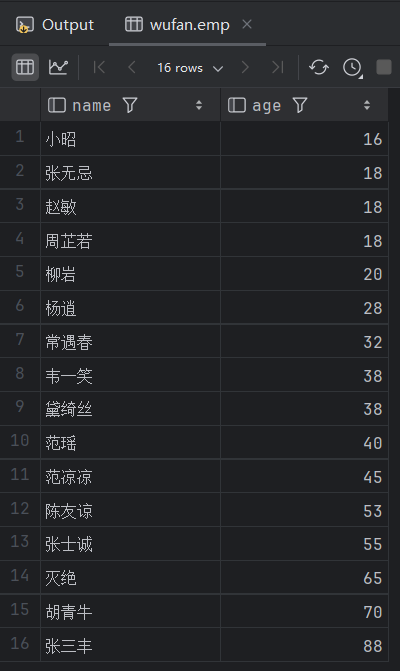 Output wufan.emp
16 rows
name age
1 小昭 16
2 张无忌 18
3 赵敏 18
4 周芷若 18
5 柳岩 20
6 杨逍 28
7 常遇春 32
8 韦一笑 38
9 黛绮丝 38
10 范瑶 40
11 范凉凉 45
12 陈友谅 53
13 张士诚 55
14 灭绝 65
15 胡青牛 70
16 张三丰 88